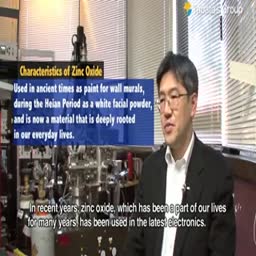 Characteristics of Zinc Oxide
Used in ancient times as paint for wall murals,
during the Heian Period as a white facial powder,
and is now a material that is deeply rooted
in our everyday lives.
In recent years, zinc oxide, which has been a part of our lives
for many years, has been used in the latest electronics.